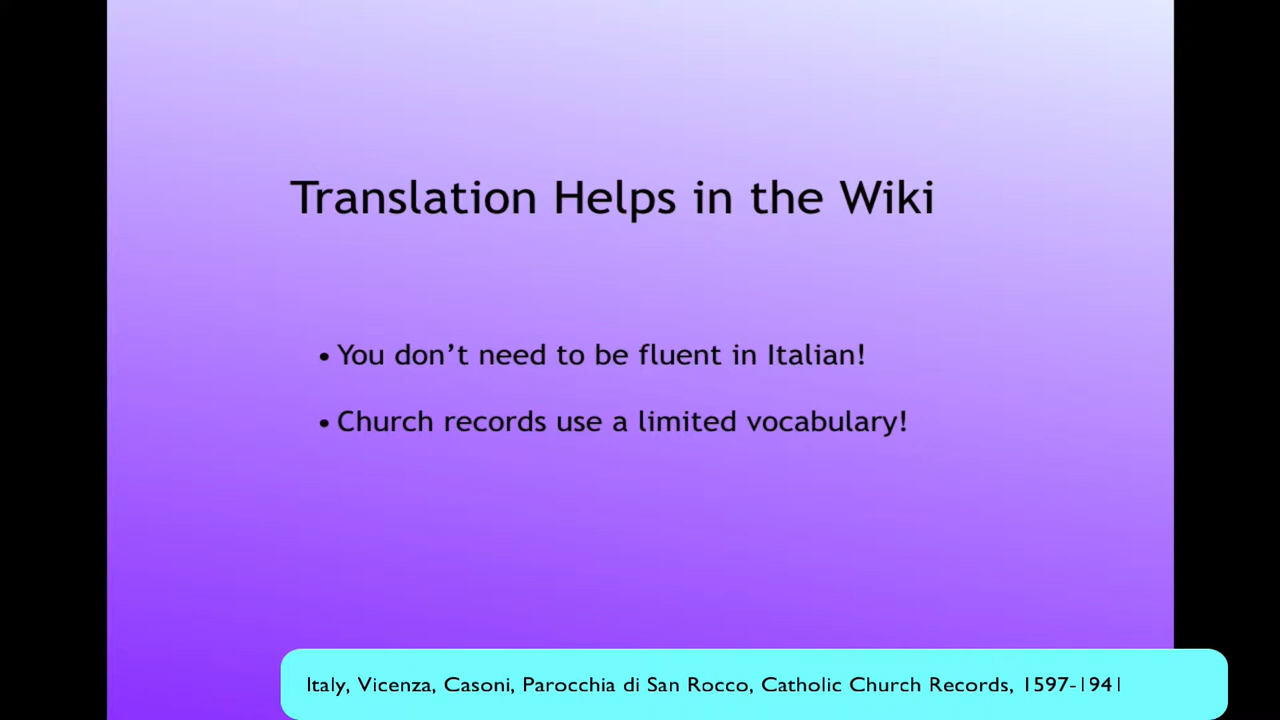 Translation Helps in the Wiki
• You don’t need to be fluent in Italian!
• Church records use a limited vocabulary!
Italy, Vicenza, Casoni, Parocchia di San Rocco, Catholic Church Records, 1597-1941